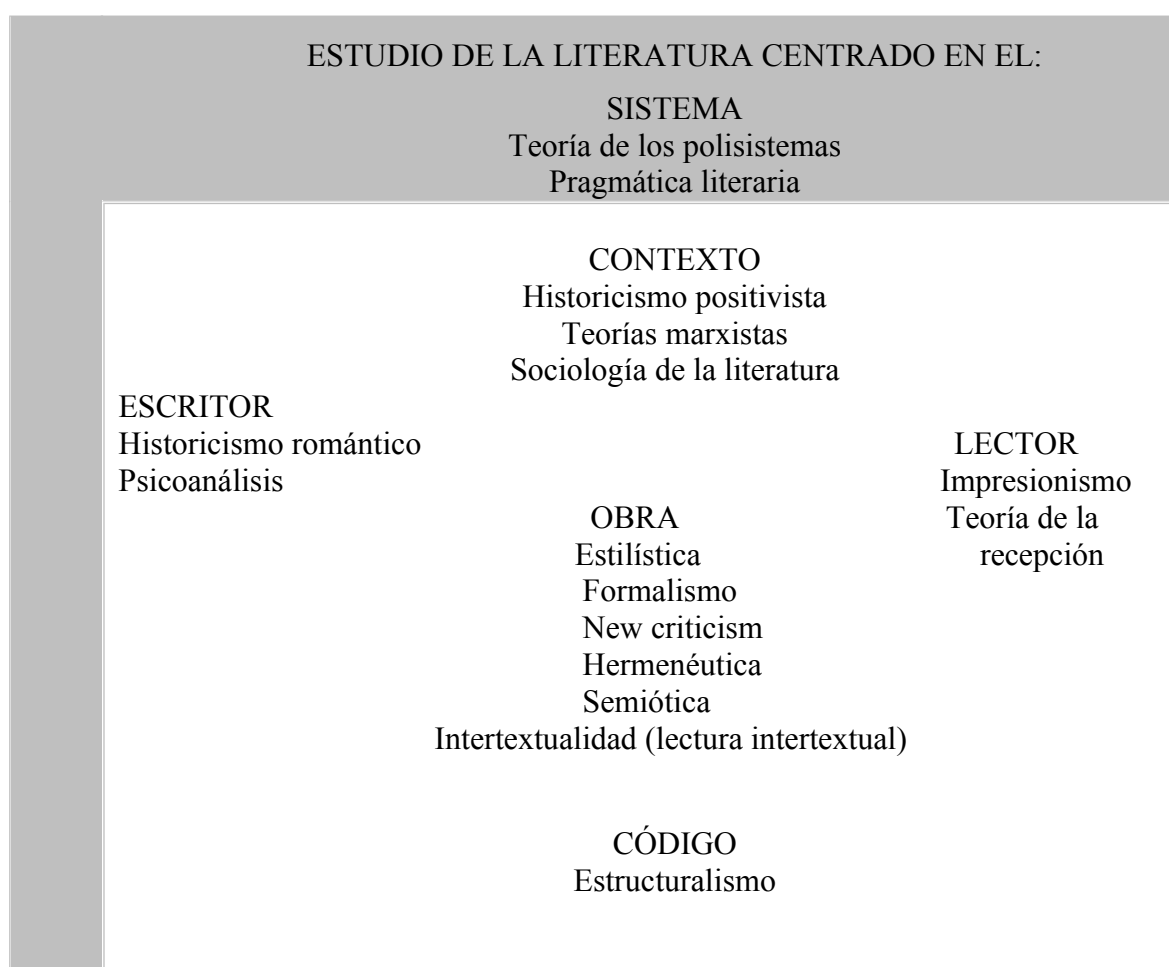 ESTUDIO DE LA LITERATURA CENTRADO EN EL:
SISTEMA
Teoría de los polisistemas
Pragmática literaria
CONTEXTO
Historicismo positivista
Teorías marxistas
Sociología de la literatura
ESCRITOR
Historicismo romántico
Psicoanálisis
LECTOR
Impresionismo
Teoría de la
recepción
OBRA
Estilística
Formalismo
New criticism
Hermenéutica
Semiótica
Intertextualidad (lectura intertextual)
CÓDIGO
Estructuralismo